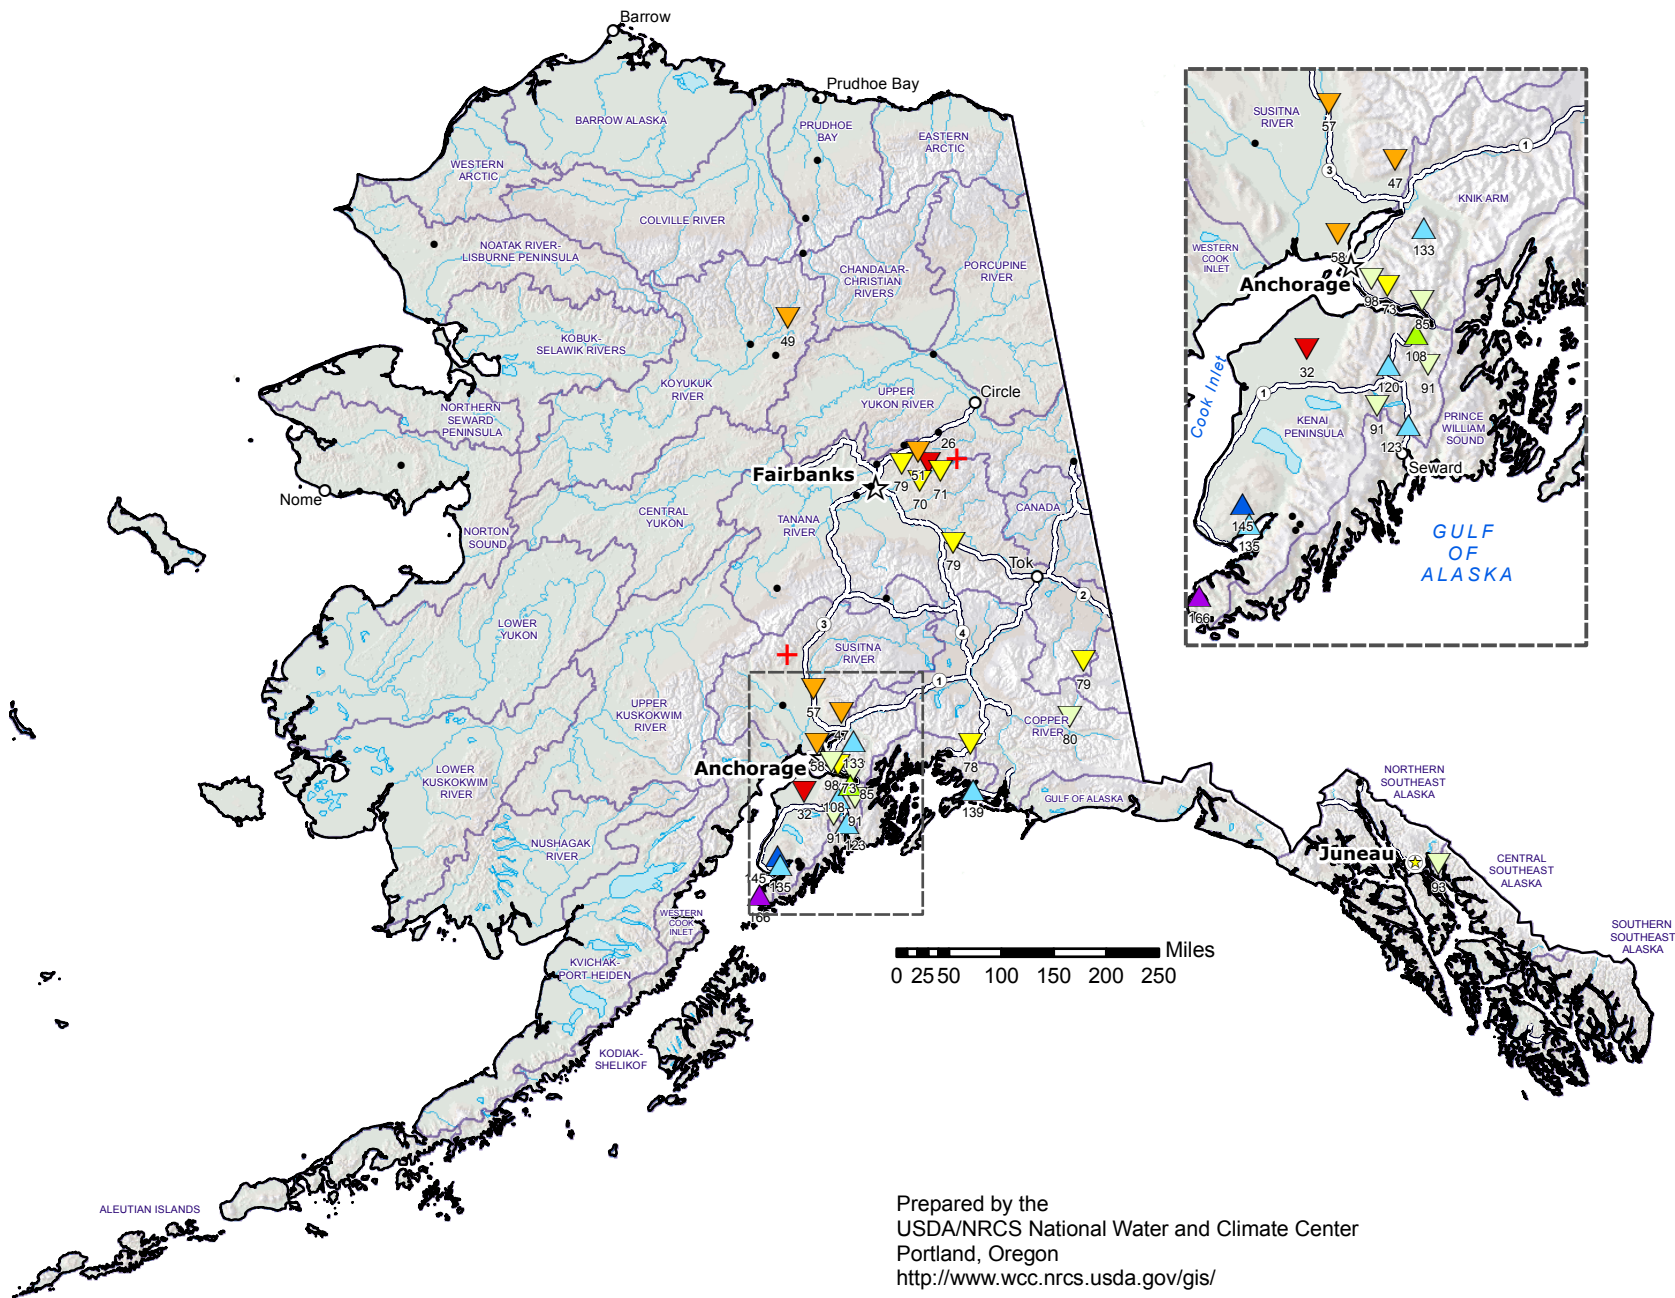 Barrow
Prudhoe Bay
BARROW ALASKA
PRUDHOE
BAY
EASTERN
ARCTIC
WESTERN
ARCTIC
COLVILLE RIVER
NOATAK RIVER-
LISBURNE PENINSULA
CHANDALAR-
CHRISTIAN
RIVERS
PORCUPINE
RIVER
49
KOBUK-
SELAWIK RIVERS
KOYUKUK
RIVER
UPPER
YUKON RIVER
Circle
NORTHERN
SEWARD
PENINSULA
26
Fairbanks
51
79
71
70
Nome
NORTON
SOUND
CENTRAL
YUKON
TANANA
RIVER
CANADA
79
Tok
2
LOWER
YUKON
3
4
SUSITNA
RIVER
79
1
57
UPPER
KUSKOKWIM
RIVER
COPPER
RIVER
80
47
58
133
78
Anchorage
LOWER
KUSKOKWIM
RIVER
98
73
85
32
108
91
91
123
139
GULF OF ALASKA
NUSHAGAK
RIVER
145
135
166
WESTERN
COOK
INLET
KVICHAK-
PORT HEIDEN
KODIAK-
SHELIKOF
ALEUTIAN ISLANDS
NORTHERN
SOUTHEAST
ALASKA
Juneau
93
CENTRAL
SOUTHEAST
ALASKA
SOUTHERN
SOUTHEAST
ALASKA
Miles
0 25 50 100 150 200 250
SUSITNA
RIVER
57
3
47
1
KNIK ARM
WESTERN
COOK
INLET
58
133
Anchorage
98
73
85
108
32
120
91
Cook Inlet
1
KENAI
PENINSULA
91
123
PRINCE
WILLIAM
SOUND
Seward
145
135
166
GULF
OF
ALASKA
Prepared by the
USDA/NRCS National Water and Climate Center
Portland, Oregon
http://www.wcc.nrcs.usda.gov/gis/